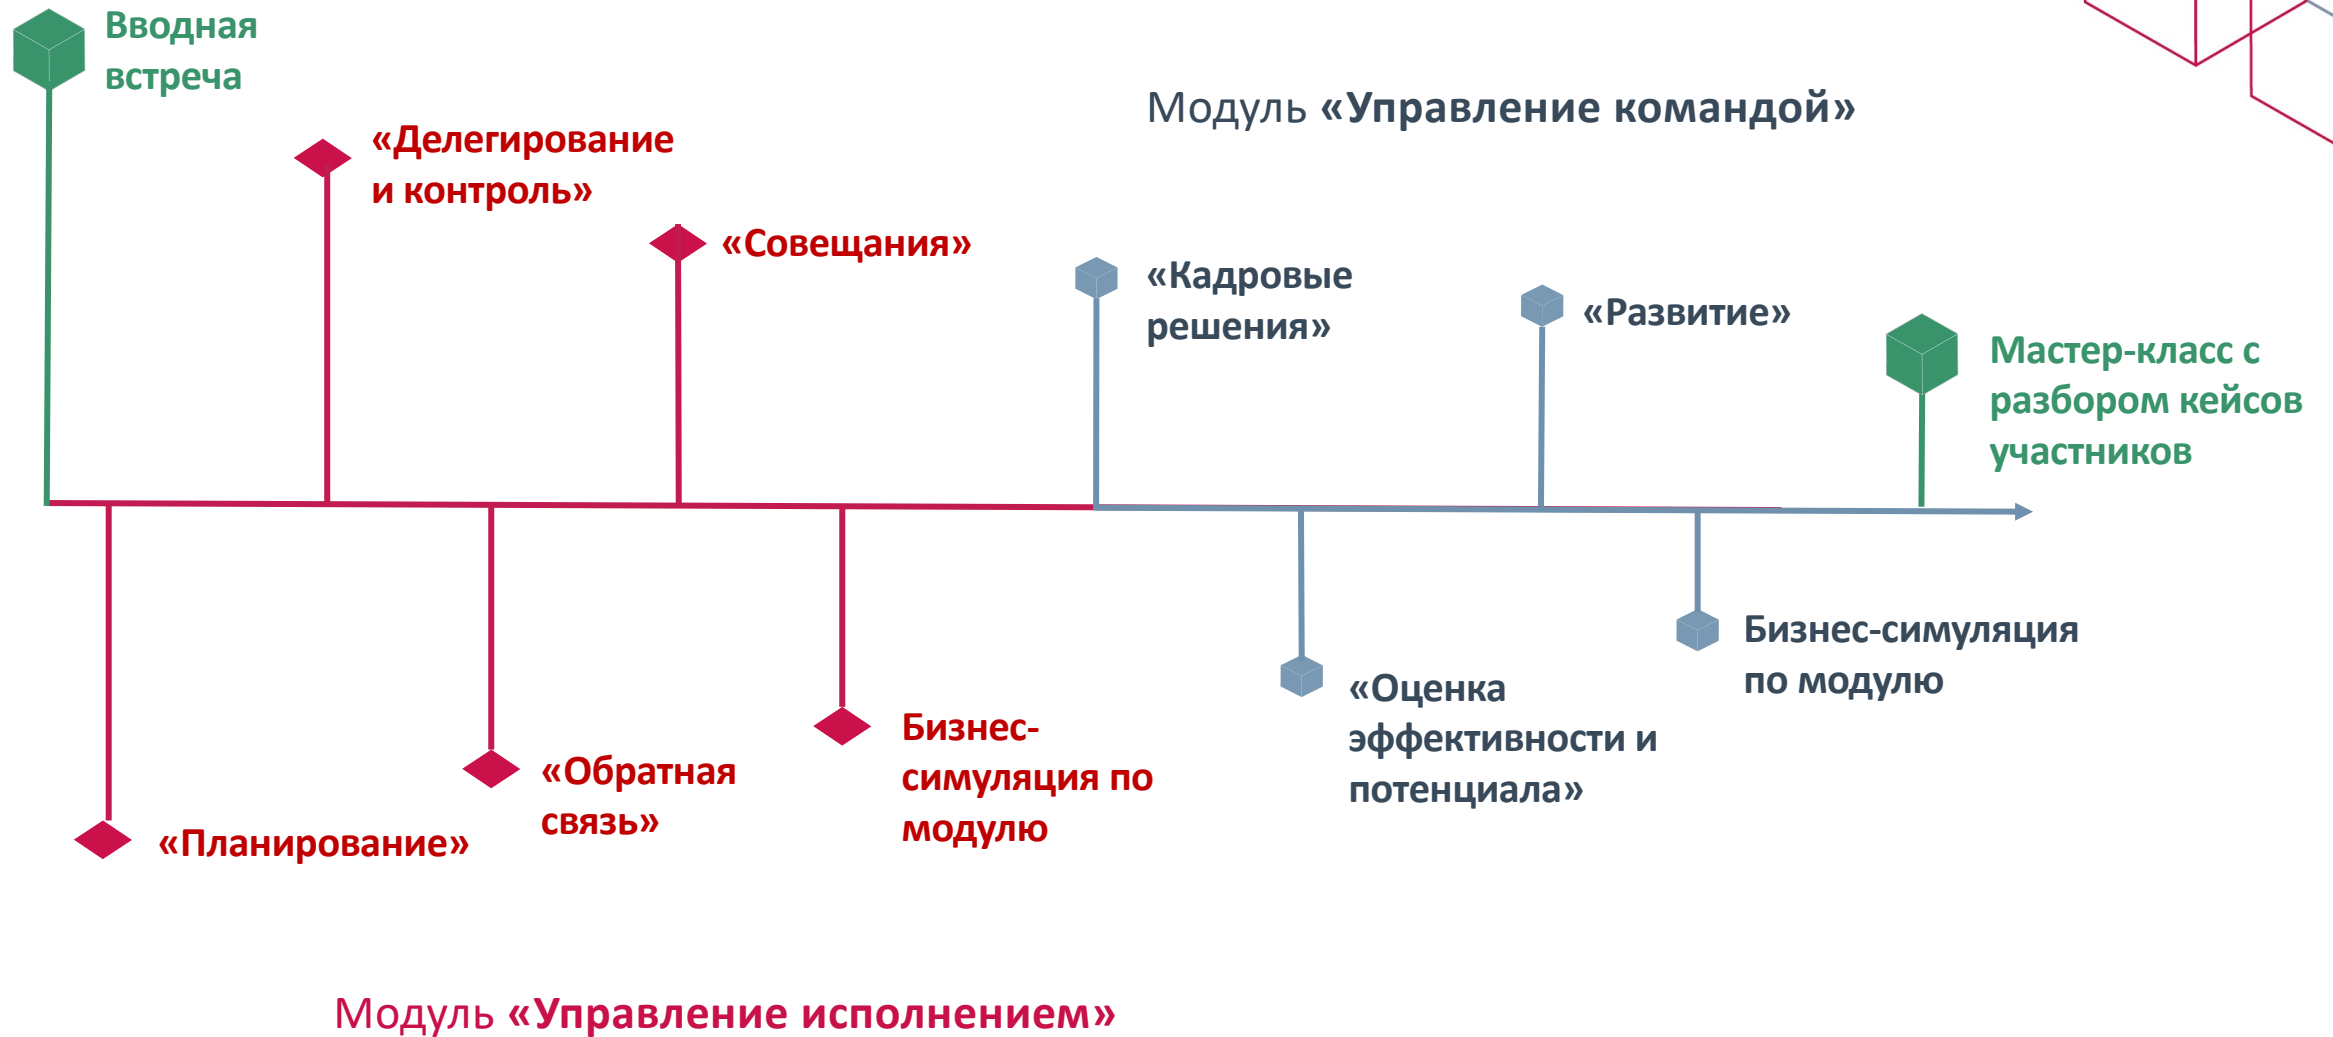 Вводная
встреча
Модуль «Управление командой»
«Делегирование
и контроль»
«Совещания»
«Кадровые
решения»
«Развитие»
Мастер-класс с
разбором кейсов
участников
«Планирование»
«Обратная
связь»
Бизнес-
симуляция по
модулю
«Оценка
эффективности и
потенциала»
Бизнес-симуляция
по модулю
Модуль «Управление исполнением»